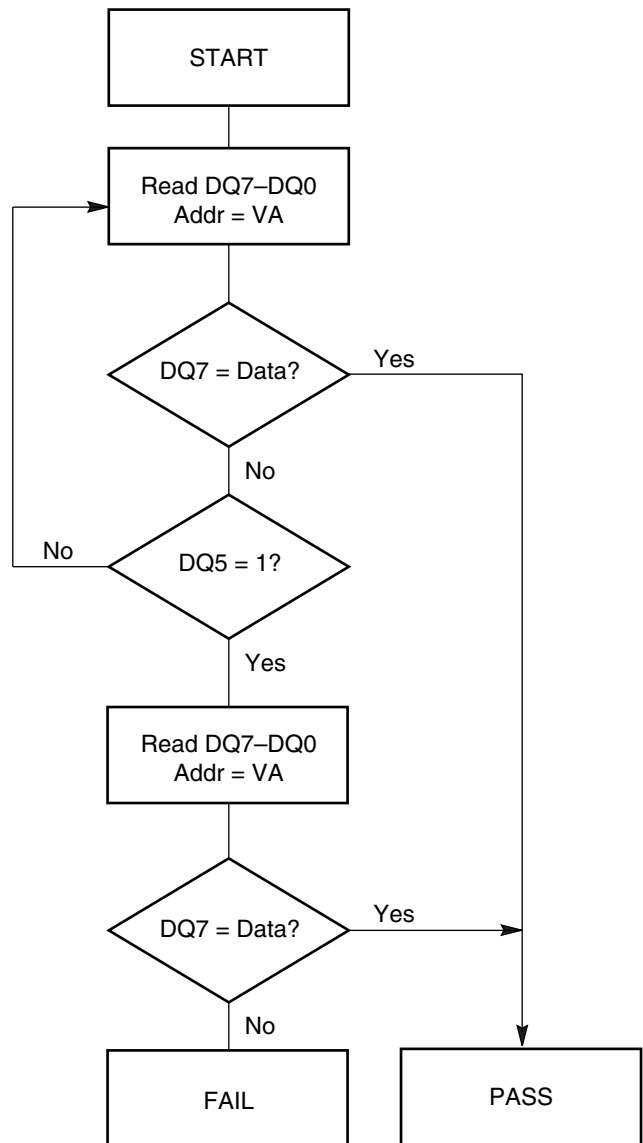 START
Read DQ7–DQ0
Addr = VA
DQ7 = Data?
Yes
No
DQ5 = 1?
No
Yes
Read DQ7–DQ0
Addr = VA
DQ7 = Data?
Yes
No
FAIL
PASS